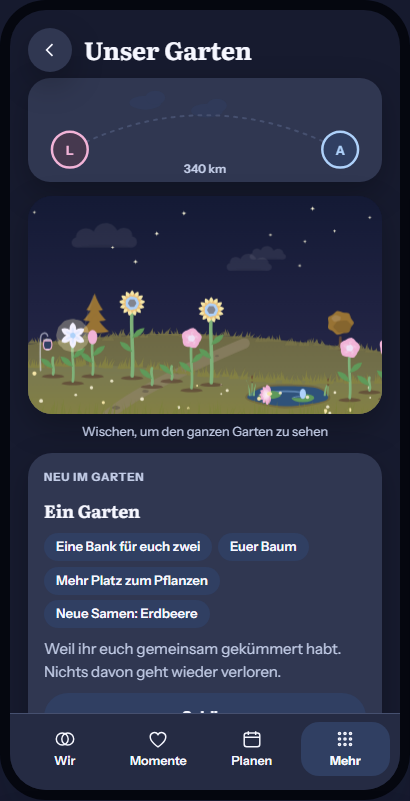 Unser Garten
L
A
340 km
Wischen, um den ganzen Garten zu sehen
NEU IM GARTEN
Ein Garten
Eine Bank für euch zwei
Euer Baum
Mehr Platz zum Pflanzen
Neue Samen: Erdbeere
Weil ihr euch gemeinsam gekümmert habt.
Nichts davon geht wieder verloren.
Wir
Momente
Planen
Mehr